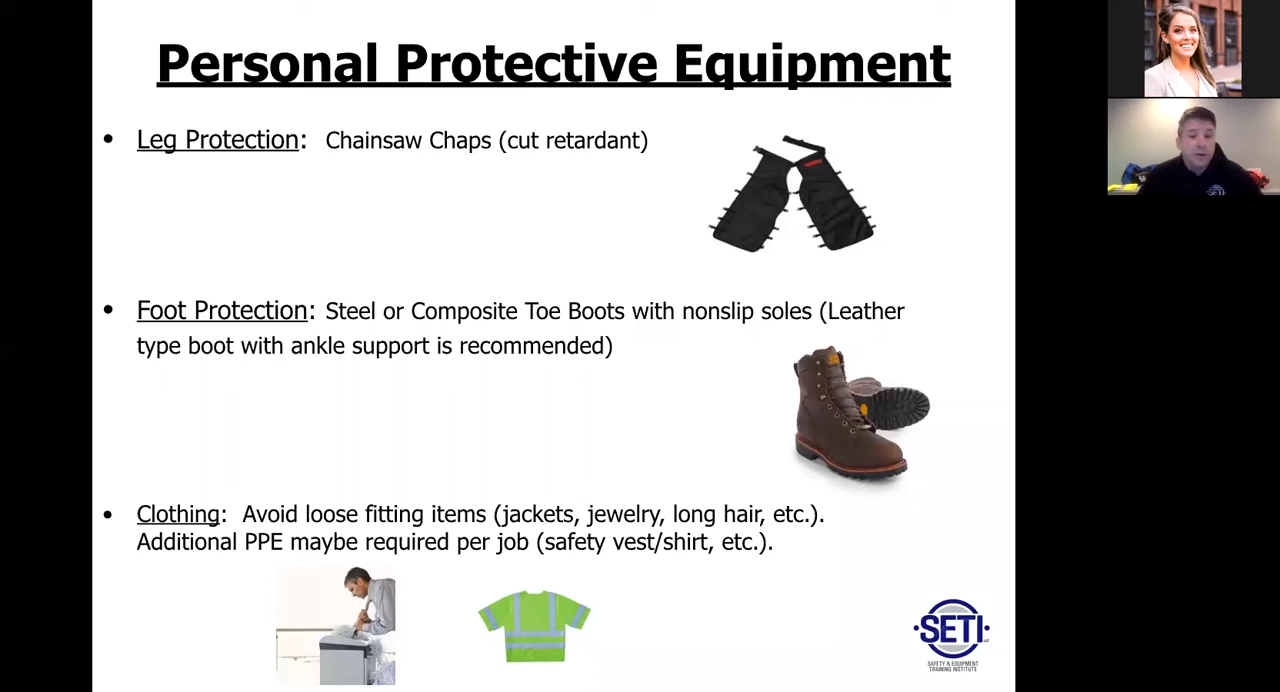 Personal Protective Equipment
• Leg Protection: Chainsaw Chaps (cut retardant)
• Foot Protection: Steel or Composite Toe Boots with nonslip soles (Leather
type boot with ankle support is recommended)
• Clothing: Avoid loose fitting items (jackets, jewelry, long hair, etc.).
Additional PPE maybe required per job (safety vest/shirt, etc.).
SETI
SAFETY & EQUIPMENT
TRAINING INSTITUTE
SETI